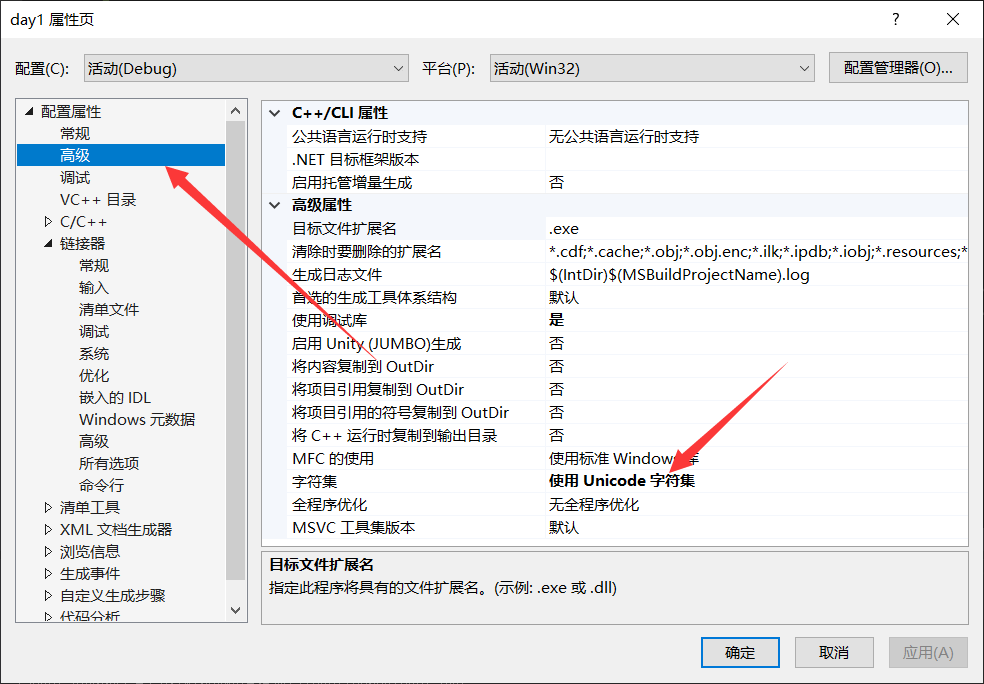 day1 属性页
配置(C): 活动(Debug) 平台(P): 活动(Win32) 配置管理器(O)...
配置属性
常规
高级
调试
VC++ 目录
C/C++
链接器
常规
输入
清单文件
调试
系统
优化
嵌入的 IDL
Windows 元数据
高级
所有选项
命令行
清单工具
XML 文档生成器
浏览信息
生成事件
自定义生成步骤
代码分析
C++/CLI 属性
公共语言运行时支持 无公共语言运行时支持
.NET 目标框架版本
启用托管增量生成 否
高级属性
目标文件扩展名 .exe
清除时要删除的扩展名 *.cdf;*.cache;*.obj;*.obj.enc;*.ilk;*.ipdb;*.iobj;*.resources;*
生成日志文件 $(IntDir)$(MSBuildProjectName).log
首选的生成工具体系结构 默认
使用调试库 是
启用 Unity (JUMBO)生成 否
将内容复制到 OutDir 否
将项目引用复制到 OutDir 否
将项目引用的符号复制到 OutDir 否
将 C++ 运行时复制到输出目录 否
MFC 的使用 使用标准 Windows 库
字符集 使用 Unicode 字符集
全程序优化 无全程序优化
MSVC 工具集版本 默认
目标文件扩展名
指定此程序将具有的文件扩展名。(示例: .exe 或 .dll)
确定 取消 应用(A)